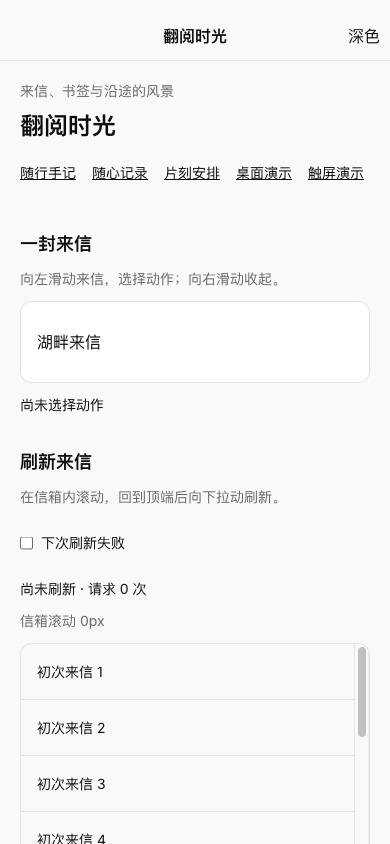 翻阅时光
深色
来信、书签与沿途的风景
翻阅时光
随行手记 随心记录 片刻安排 桌面演示 触屏演示
一封来信
向左滑动来信，选择动作；向右滑动收起。
湖畔来信
尚未选择动作
刷新来信
在信箱内滚动，回到顶端后向下拉动刷新。
下次刷新失败
尚未刷新 · 请求 0 次
信箱滚动 0px
初次来信 1
初次来信 2
初次来信 3
初次来信 4